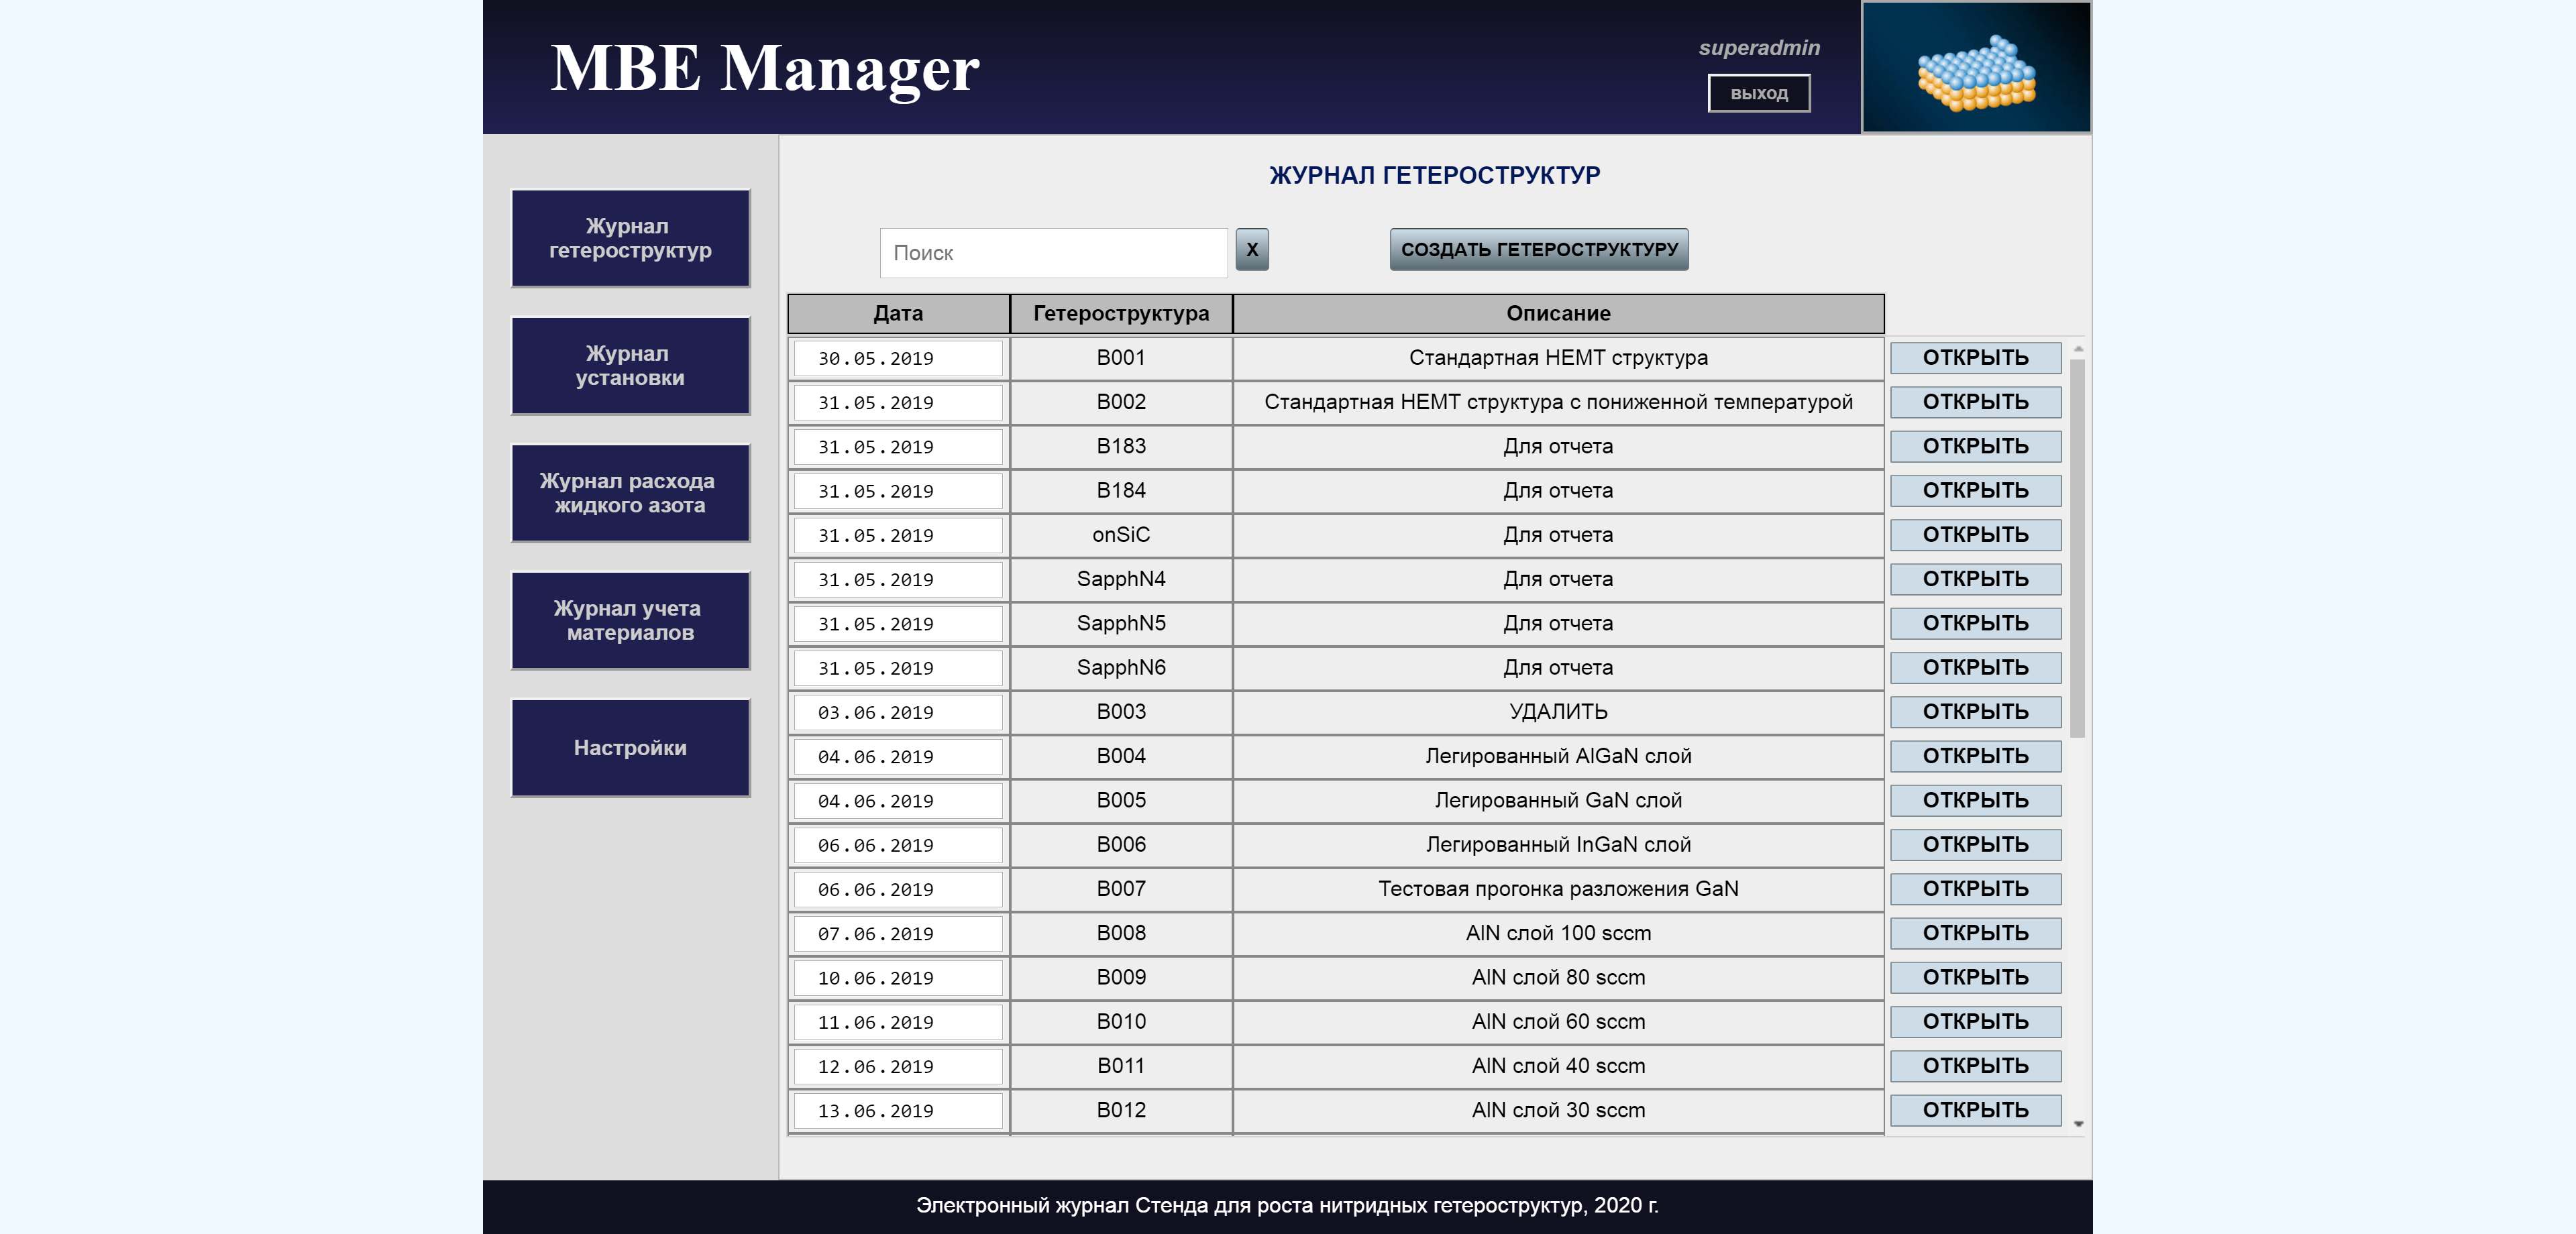 MBE Manager
superadmin
выход
Журнал
гетероструктур
Журнал
установки
Журнал расхода
жидкого азота
Журнал учета
материалов
Настройки
ЖУРНАЛ ГЕТЕРОСТРУКТУР
Поиск X СОЗДАТЬ ГЕТЕРОСТРУКТУРУ
Дата Гетероструктура Описание
30.05.2019 B001 Стандартная HEMT структура ОТКРЫТЬ
31.05.2019 B002 Стандартная HEMT структура с пониженной температурой ОТКРЫТЬ
31.05.2019 B183 Для отчета ОТКРЫТЬ
31.05.2019 B184 Для отчета ОТКРЫТЬ
31.05.2019 onSiC Для отчета ОТКРЫТЬ
31.05.2019 SapphN4 Для отчета ОТКРЫТЬ
31.05.2019 SapphN5 Для отчета ОТКРЫТЬ
31.05.2019 SapphN6 Для отчета ОТКРЫТЬ
03.06.2019 B003 УДАЛИТЬ ОТКРЫТЬ
04.06.2019 B004 Легированный AlGaN слой ОТКРЫТЬ
04.06.2019 B005 Легированный GaN слой ОТКРЫТЬ
06.06.2019 B006 Легированный InGaN слой ОТКРЫТЬ
06.06.2019 B007 Тестовая прогонка разложения GaN ОТКРЫТЬ
07.06.2019 B008 AlN слой 100 sccm ОТКРЫТЬ
10.06.2019 B009 AlN слой 80 sccm ОТКРЫТЬ
11.06.2019 B010 AlN слой 60 sccm ОТКРЫТЬ
12.06.2019 B011 AlN слой 40 sccm ОТКРЫТЬ
13.06.2019 B012 AlN слой 30 sccm ОТКРЫТЬ
Электронный журнал Стенда для роста нитридных гетероструктур, 2020 г.